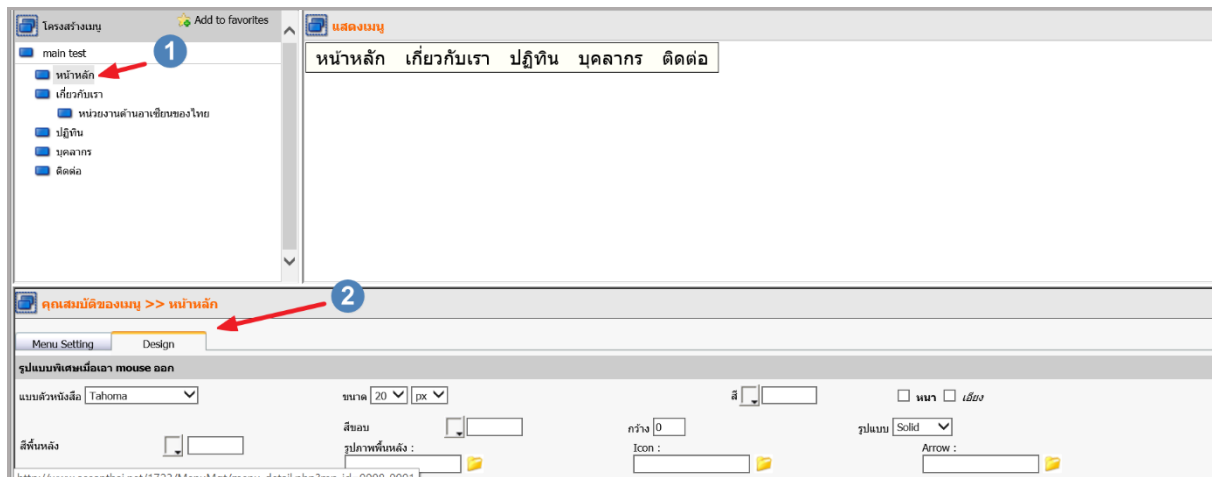 โครงสร้างเมนู Add to favorites
main test
1
หน้าหลัก
เกี่ยวกับเรา
หน่วยงานด้านอาเซียนของไทย
ปฏิทิน
บุคลากร
ติดต่อ
แสดงเมนู
หน้าหลัก เกี่ยวกับเรา ปฏิทิน บุคลากร ติดต่อ
คุณสมบัติของเมนู >> หน้าหลัก
2
Menu Setting Design
รูปแบบพิเศษเมื่อเอา mouse ออก
แบบตัวหนังสือ Tahoma ขนาด 20 px สี หนา เอียง
สีขอบ กว้าง 0 รูปแบบ Solid
สีพื้นหลัง รูปภาพพื้นหลัง : Icon : Arrow :